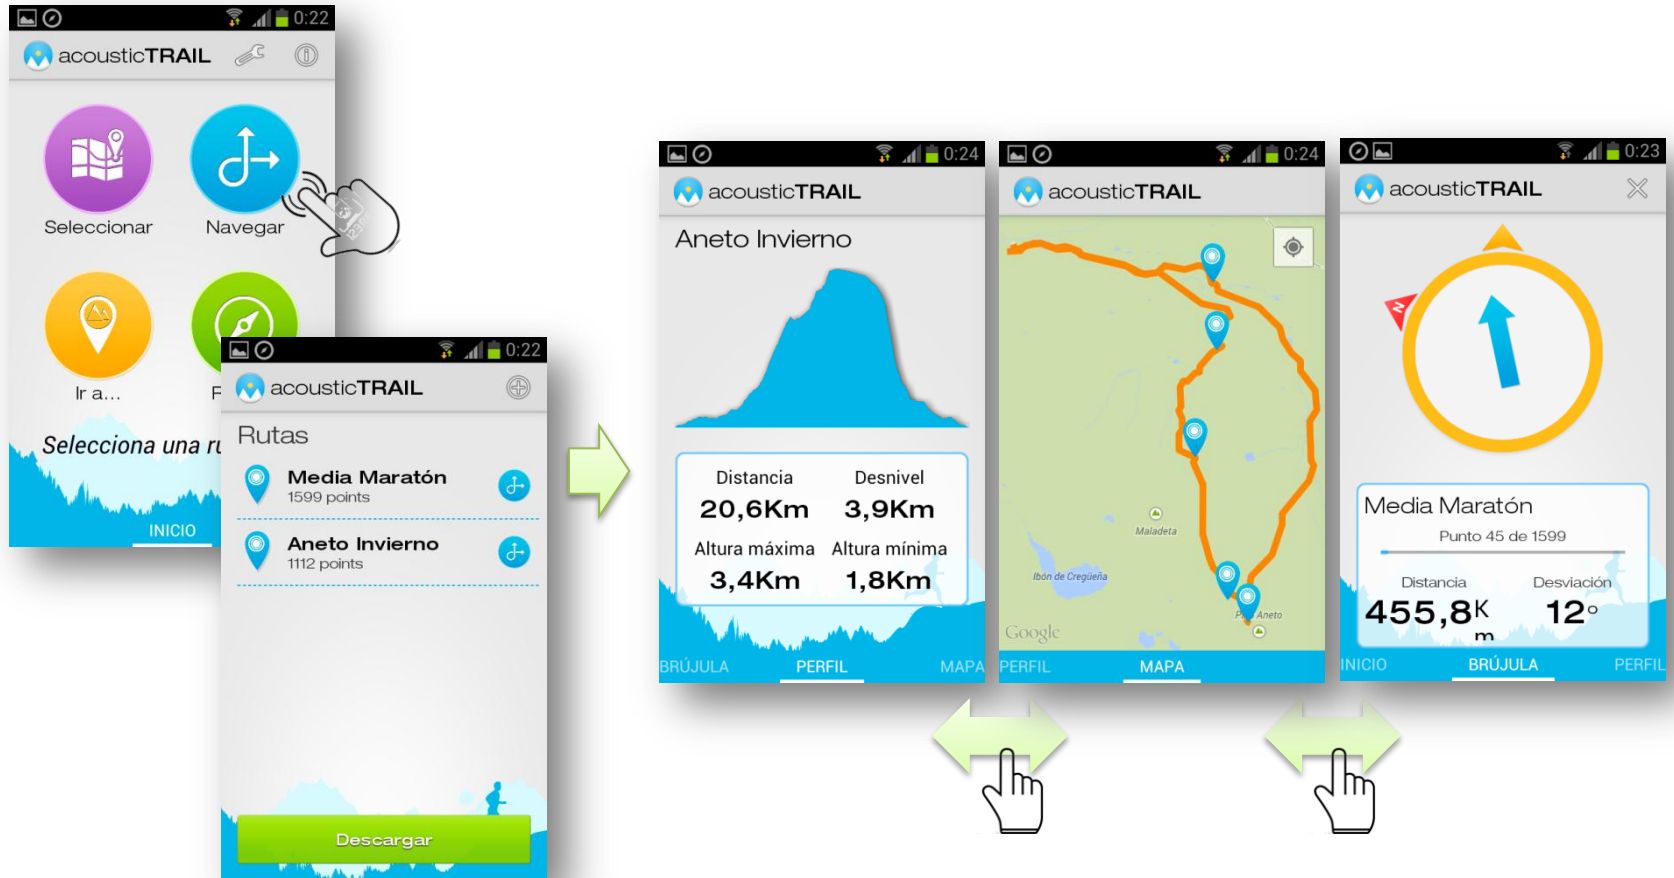 0:22
acousticTRAIL
Seleccionar
Navegar
Ir a...
R
Selecciona una ru
INICIO
0:22
acousticTRAIL
Rutas
Media Maratón
1599 points
Aneto Invierno
1112 points
Descargar
0:24
acousticTRAIL
Aneto Invierno
Distancia Desnivel
20,6Km 3,9Km
Altura máxima Altura mínima
3,4Km 1,8Km
BRÚJULA PERFIL MAPA
0:24
acousticTRAIL
Maladeta
Ibón de Cregüeña
Aneto
Google
PERFIL MAPA
0:23
acousticTRAIL
N
Media Maratón
Punto 45 de 1599
Distancia Desviación
455,8K 12°
m
INICIO BRÚJULA PERFIL